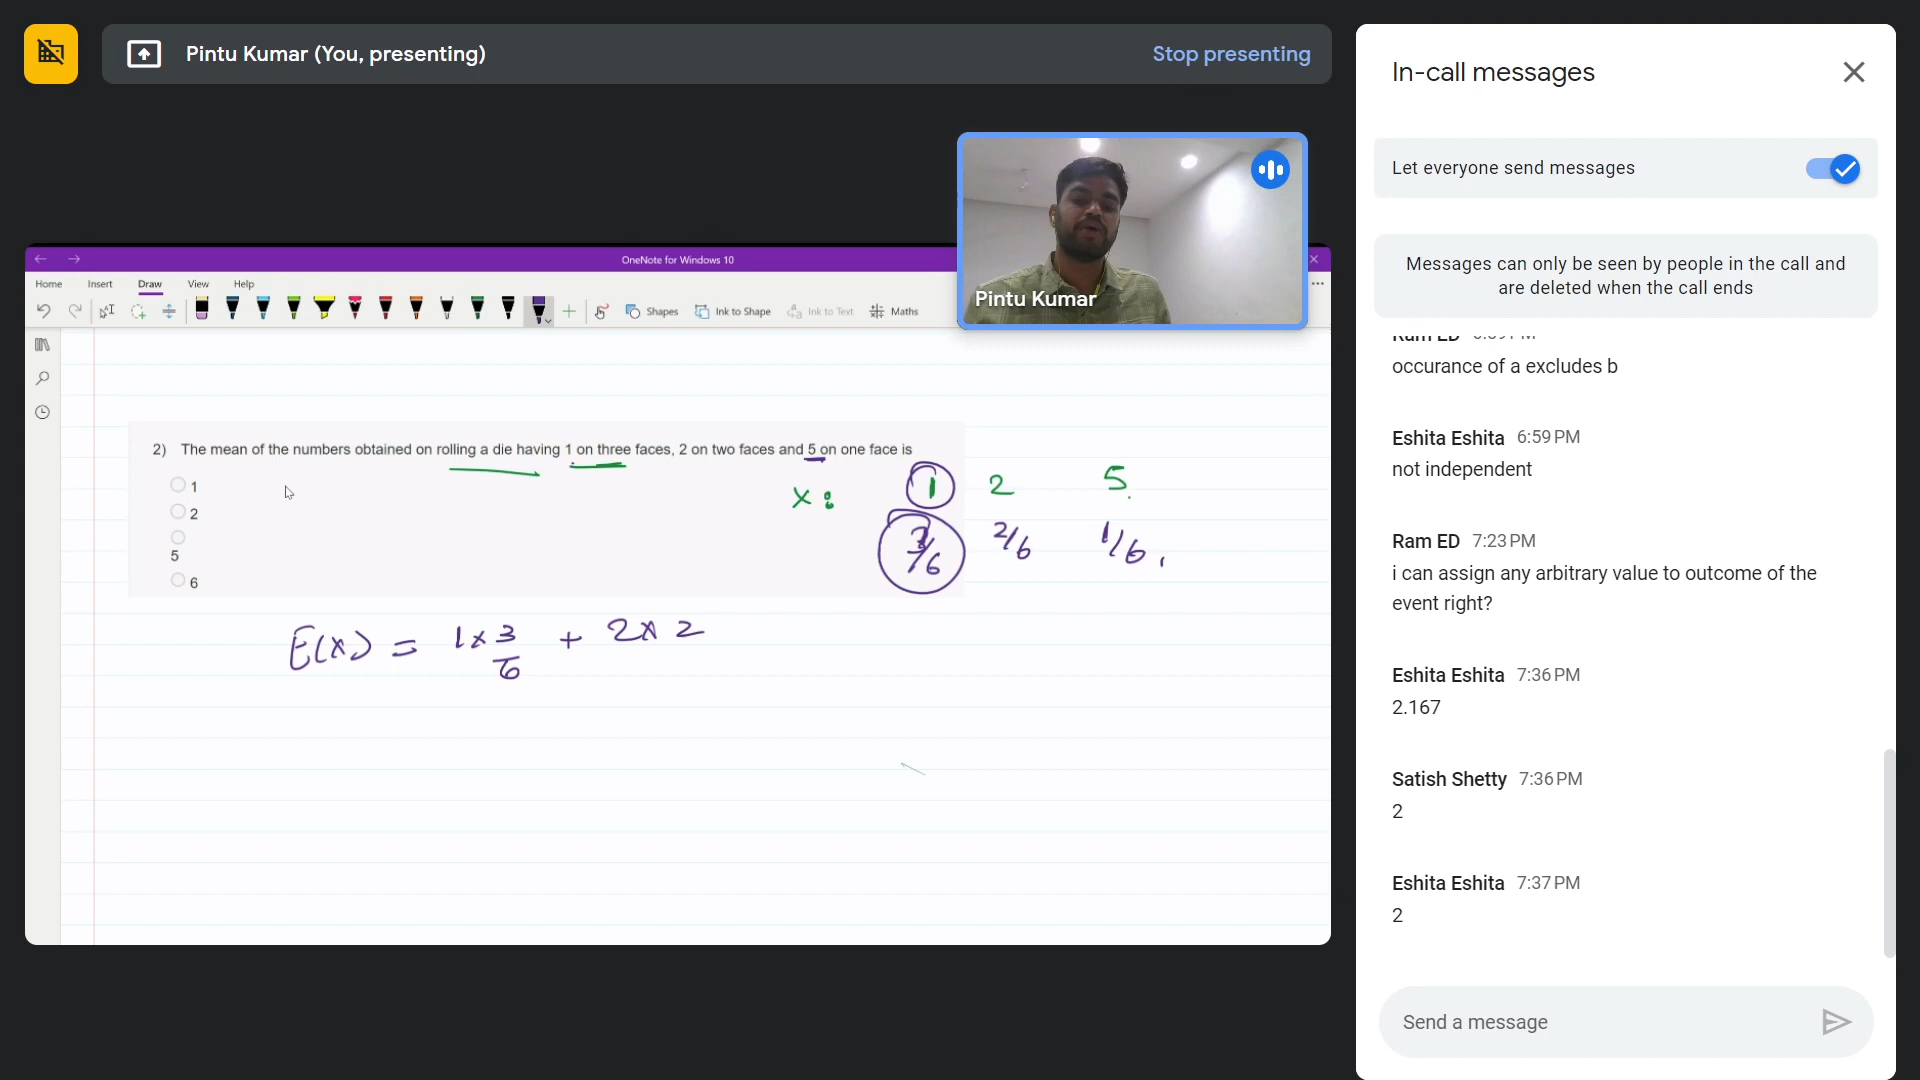 Pintu Kumar (You, presenting)
Stop presenting
In-call messages
Let everyone send messages
Messages can only be seen by people in the call and
are deleted when the call ends
Pintu Kumar
OneNote for Windows 10
Home Insert Draw View Help
Shapes Ink to Shape Ink to Text Maths
2) The mean of the numbers obtained on rolling a die having 1 on three faces, 2 on two faces and 5 on one face is
1
2
5
6
X : 1 2 5
3/6 2/6 1/6
E(x) = 1 x 3/6 + 2 x 2
Ram ED
occurance of a excludes b
Eshita Eshita 6:59 PM
not independent
Ram ED 7:23 PM
i can assign any arbitrary value to outcome of the
event right?
Eshita Eshita 7:36 PM
2.167
Satish Shetty 7:36 PM
2
Eshita Eshita 7:37 PM
2
Send a message